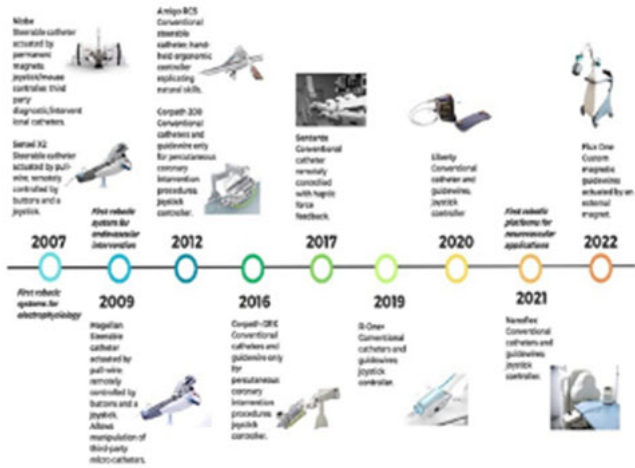 Niobe
Steerable catheter
actuated by
permanent
magnets
joystick/mouse
controller. third
party
diagnostic/intervent
ional catheters.
Sensei X2
Steerable catheter
actuated by pull-
wire, remotely
controlled by
buttons and a
joystick.
Amigo RCS
Conventional
steerable
catheter, hand-
held ergonomic
controller
replicating
natural skills.
Corpath 200
Conventional
catheters and
guidewire only
for percutaneous
coronary
intervention
procedures
joystick
controller.
Sentante
Conventional
catheter
remotely
controlled
with haptic
force
feedback.
Liberty
Conventional
catheter and
guidewires,
joystick
controller
Flux One
Custom
magnetic
guidewires
actuated by an
external
magnet.
First robotic
system for
endovascular
intervention
First robotic
platforms for
neurovascular
applications
2007
2012
2017
2020
2022
First robotic
systems for
electrophysiology
2009
2016
2019
2021
Magellan
Steerable
catheter
actuated by
pull-wire
remotely
controlled by
buttons and a
joystick.
Allows
manipulation of
third-party
micro catheters.
Corpath GRX
Conventional
catheters and
guidewire only
for
percutaneous
coronary
intervention
procedures
joystick
controller.
R-One+
Conventional
catheters and
guidewires
joystick
controller.
Nanoflex
Conventional
catheters and
guidewires
joystick
controller.